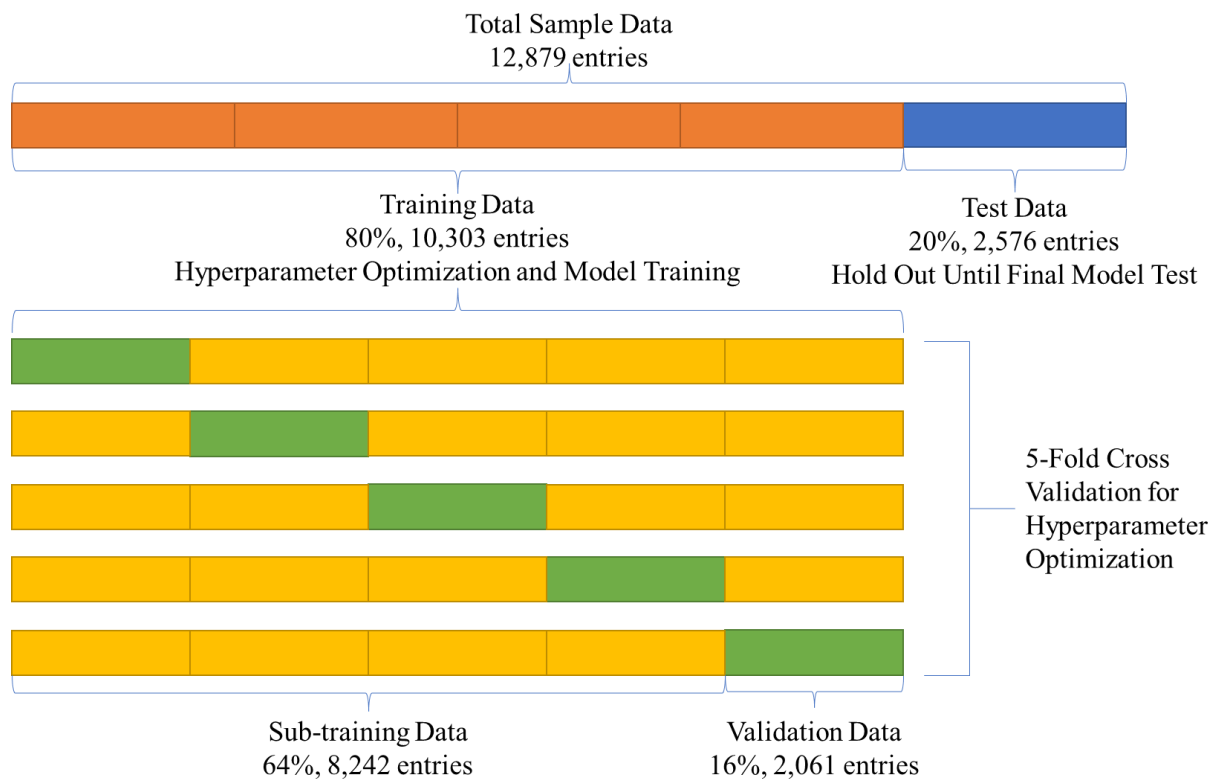 Total Sample Data
12,879 entries
Training Data
80%, 10,303 entries
Hyperparameter Optimization and Model Training
Test Data
20%, 2,576 entries
Hold Out Until Final Model Test
5-Fold Cross
Validation for
Hyperparameter
Optimization
Sub-training Data
64%, 8,242 entries
Validation Data
16%, 2,061 entries